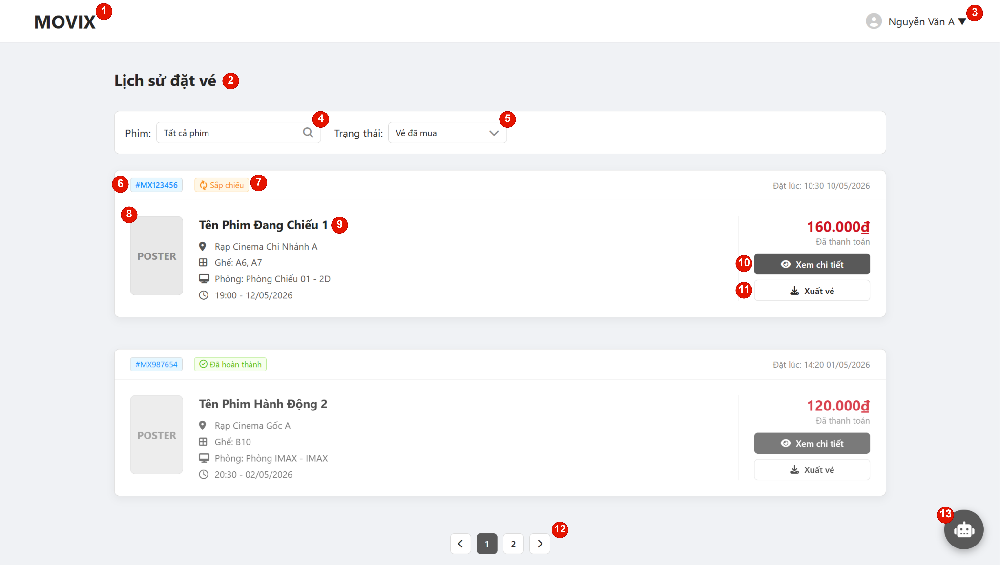 MOVIX 1
Nguyễn Văn A ▼ 3
Lịch sử đặt vé 2
Phim: Tất cả phim 4 Trạng thái: Vé đã mua 5
6 #MX123456 Sắp chiếu 7 Đặt lúc: 10:30 10/05/2026
8 POSTER
Tên Phim Đang Chiếu 1 9
Rạp Cinema Chi Nhánh A
Ghế: A6, A7
Phòng: Phòng Chiếu 01 - 2D
19:00 - 12/05/2026
160.000₫
Đã thanh toán
10 Xem chi tiết
11 Xuất vé
#MX987654 Đã hoàn thành Đặt lúc: 14:20 01/05/2026
POSTER
Tên Phim Hành Động 2
Rạp Cinema Gốc A
Ghế: B10
Phòng: Phòng IMAX - IMAX
20:30 - 02/05/2026
120.000₫
Đã thanh toán
Xem chi tiết
Xuất vé
1 2 12
13